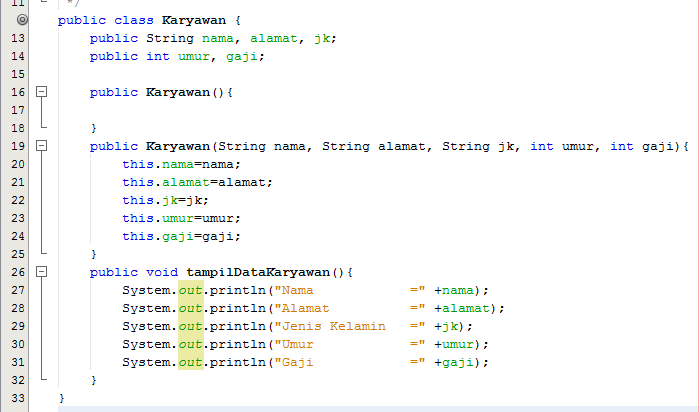 11 */
public class Karyawan {
13 public String nama, alamat, jk;
14 public int umur, gaji;
15
16 public Karyawan(){
17
18 }
19 public Karyawan(String nama, String alamat, String jk, int umur, int gaji){
20 this.nama=nama;
21 this.alamat=alamat;
22 this.jk=jk;
23 this.umur=umur;
24 this.gaji=gaji;
25 }
26 public void tampilDataKaryawan(){
27 System.out.println("Nama            =" +nama);
28 System.out.println("Alamat          =" +alamat);
29 System.out.println("Jenis Kelamin   =" +jk);
30 System.out.println("Umur            =" +umur);
31 System.out.println("Gaji            =" +gaji);
32 }
33 }